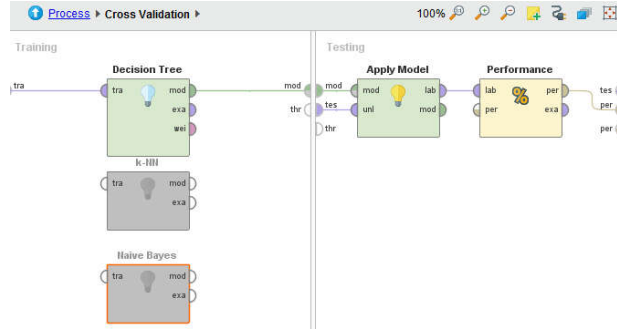 Process ▸ Cross Validation ▸ 100%
Training
Testing
Decision Tree
tra
tra mod
exa
wei
mod
thr
k-NN
tra mod
exa
Naive Bayes
tra mod
exa
Apply Model
mod
tes
thr
mod lab
unl mod
Performance
lab per
per exa
%
tes
per
per